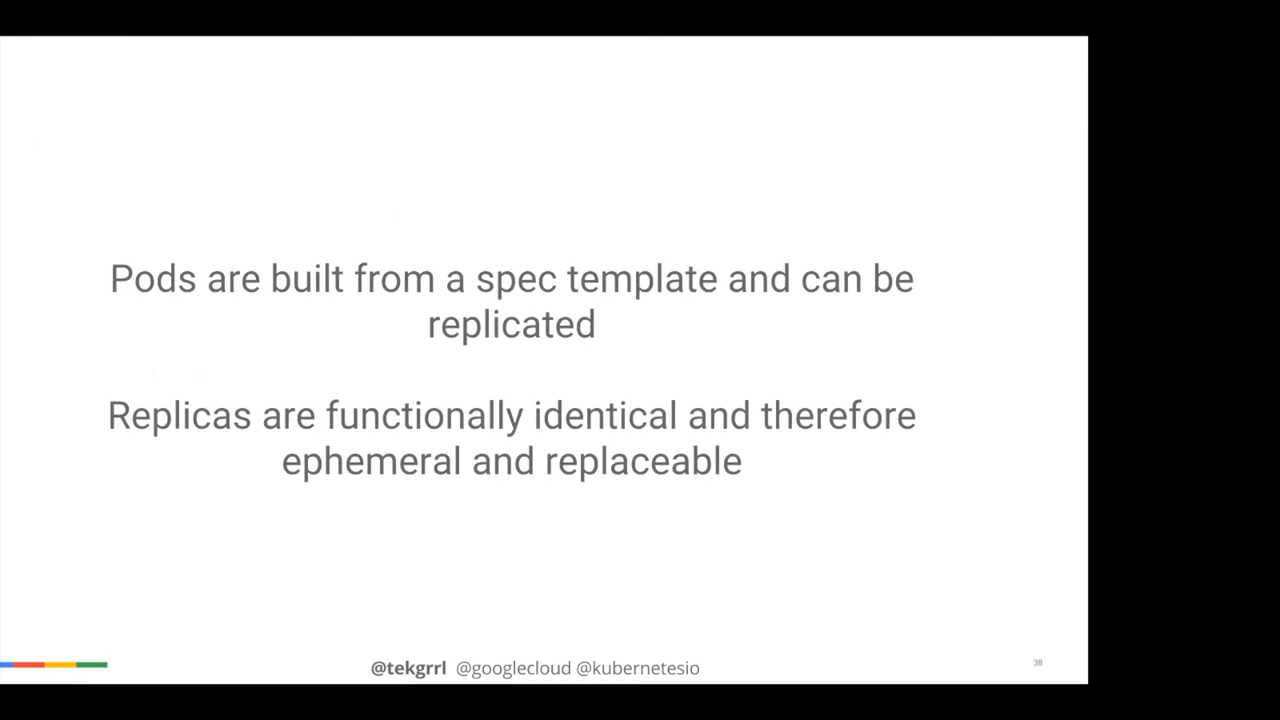 Pods are built from a spec template and can be
replicated
Replicas are functionally identical and therefore
ephemeral and replaceable
@tekgrrl @googlecloud @kubernetesio
38